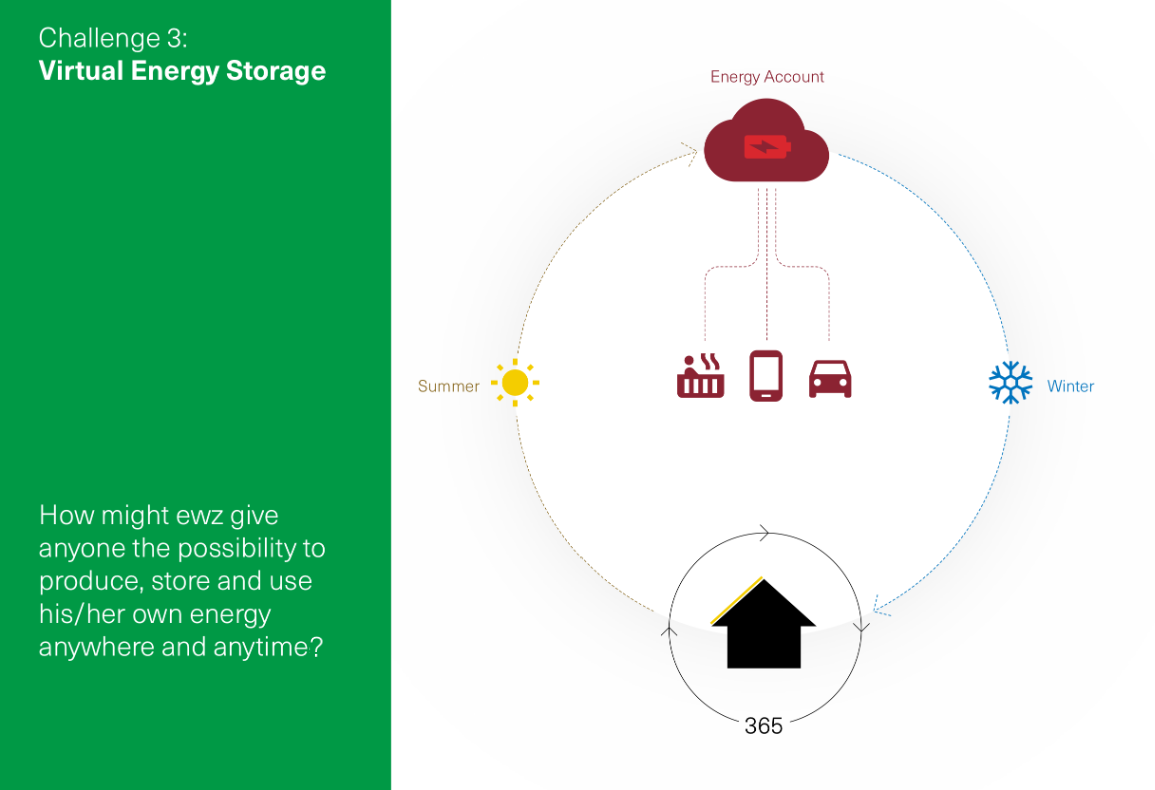 Challenge 3:
Virtual Energy Storage
How might ewz give
anyone the possibility to
produce, store and use
his/her own energy
anywhere and anytime?
Energy Account
Summer
Winter
365